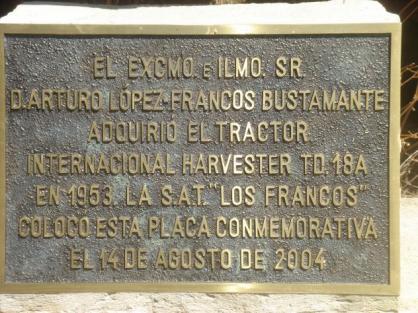 EL EXCMO. E ILMO. SR.
D. ARTURO LÓPEZ-FRANCOS BUSTAMANTE
ADQUIRIÓ EL TRACTOR
INTERNACIONAL HARVESTER TD. 18A
EN 1953. LA S.A.T. "LOS FRANCOS"
COLOCÓ ESTA PLACA CONMEMORATIVA
EL 14 DE AGOSTO DE 2004